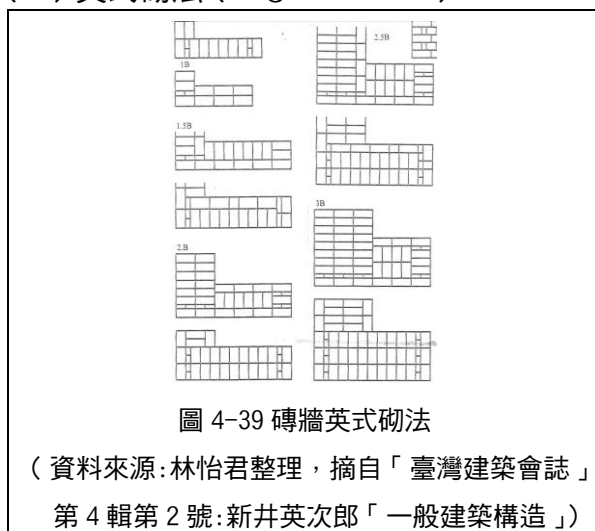 1B
1.5B
2.B
2.5B
3B
圖 4-39 磚牆英式砌法
（資料來源:林怡君整理，摘自「臺灣建築會誌」
第 4 輯第 2 號:新井英次郎「一般建築構造」）